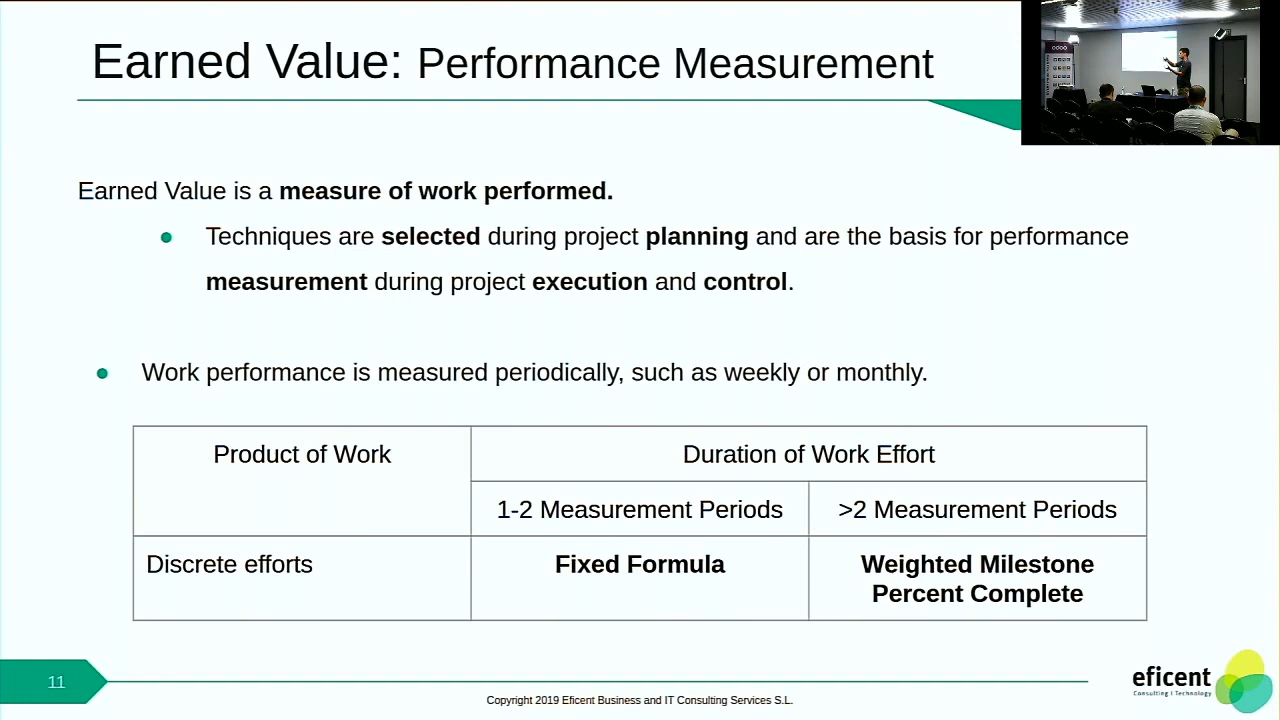 Earned Value: Performance Measurement
Earned Value is a measure of work performed.
Techniques are selected during project planning and are the basis for performance
measurement during project execution and control.
Work performance is measured periodically, such as weekly or monthly.
Product of Work
Duration of Work Effort
1-2 Measurement Periods
>2 Measurement Periods
Discrete efforts
Fixed Formula
Weighted Milestone
Percent Complete
11
Copyright 2019 Eficent Business and IT Consulting Services S.L.
eficent
Consulting | Technology